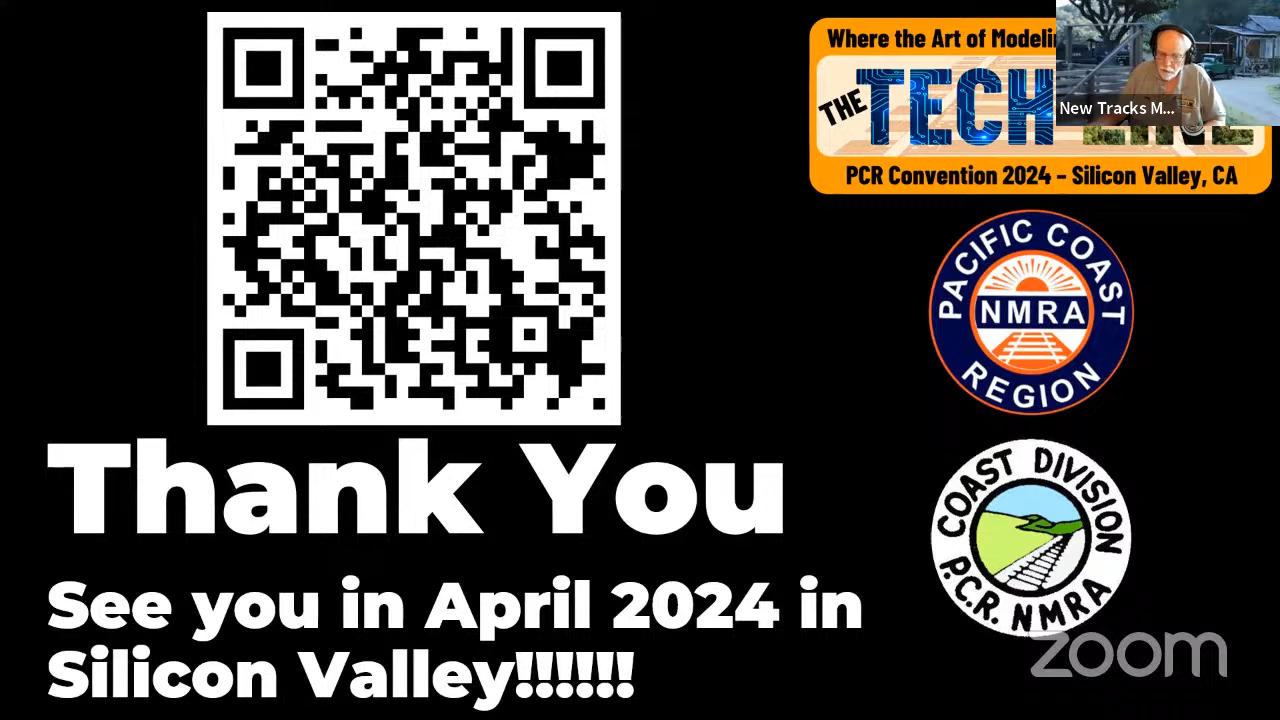 Where the Art of
THE TECH
PCR Convention 2024 – Silicon Valley, CA
New Tracks M...
PACIFIC COAST
NMRA
REGION
COAST DIVISION
P.C.R. NMRA
Thank You
See you in April 2024 in
Silicon Valley!!!!!!
zoom